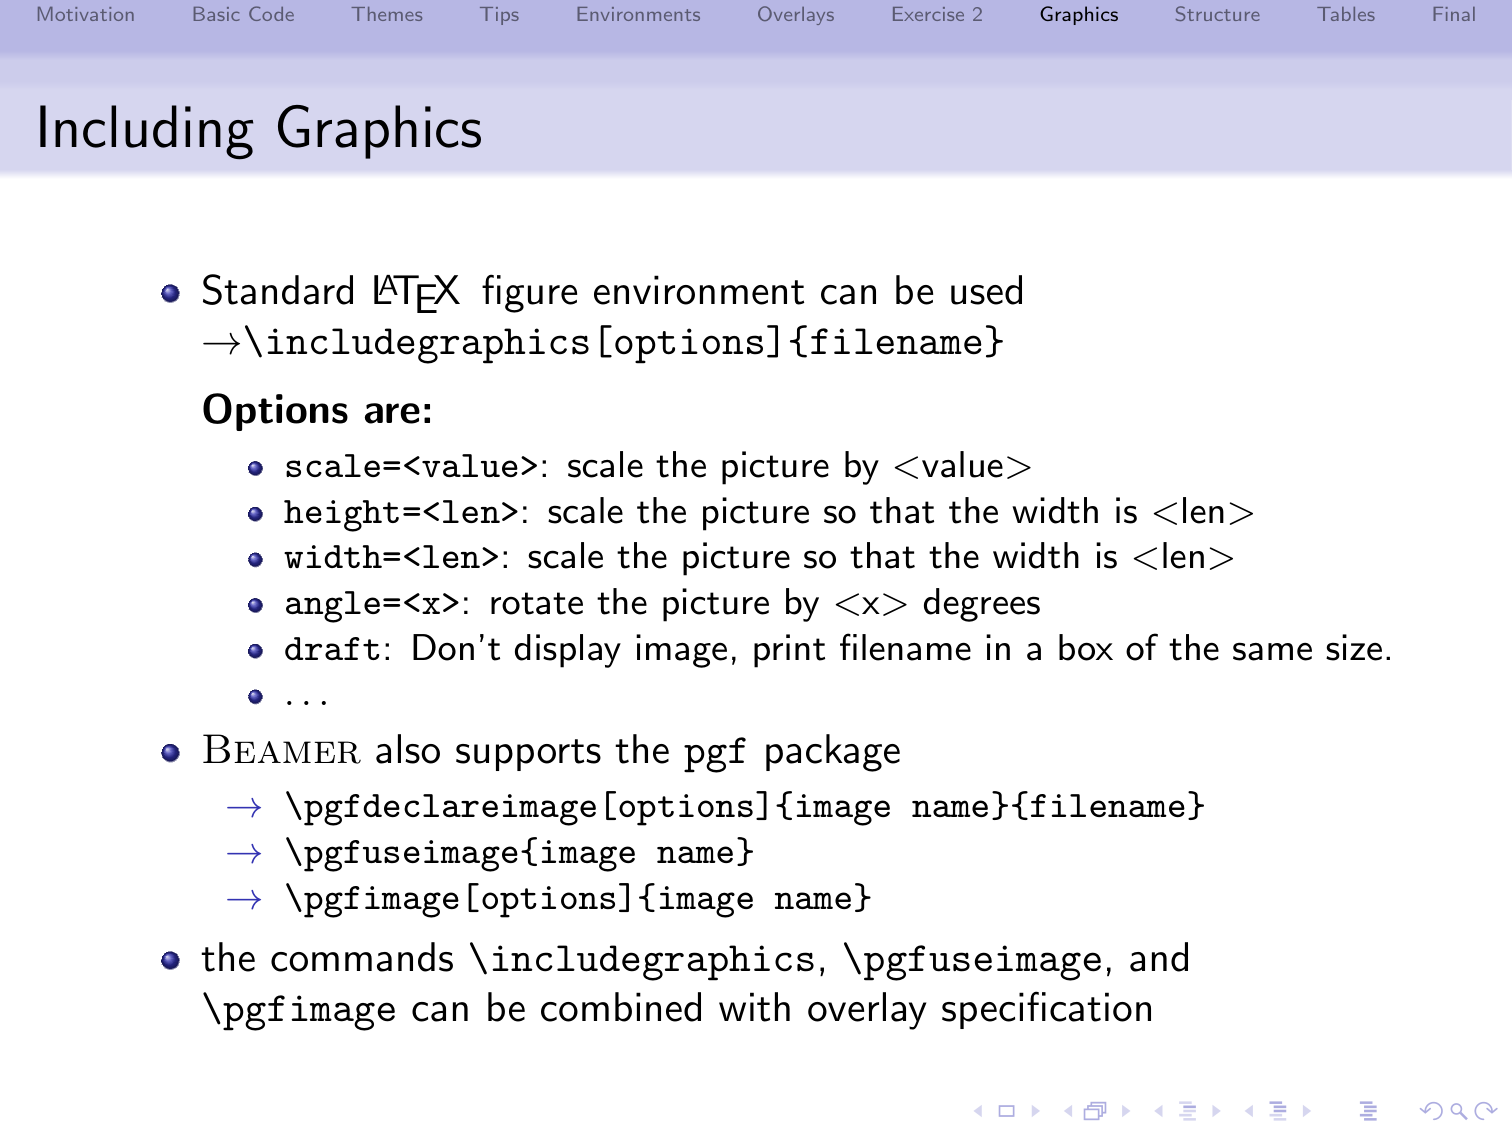 Motivation Basic Code Themes Tips Environments Overlays Exercise 2 Graphics Structure Tables Final
Including Graphics
Standard LATEX figure environment can be used
→\includegraphics[options]{filename}
Options are:
scale=<value>: scale the picture by <value>
height=<len>: scale the picture so that the width is <len>
width=<len>: scale the picture so that the width is <len>
angle=<x>: rotate the picture by <x> degrees
draft: Don't display image, print filename in a box of the same size.
...
BEAMER also supports the pgf package
→ \pgfdeclareimage[options]{image name}{filename}
→ \pgfuseimage{image name}
→ \pgfimage[options]{image name}
the commands \includegraphics, \pgfuseimage, and
\pgfimage can be combined with overlay specification